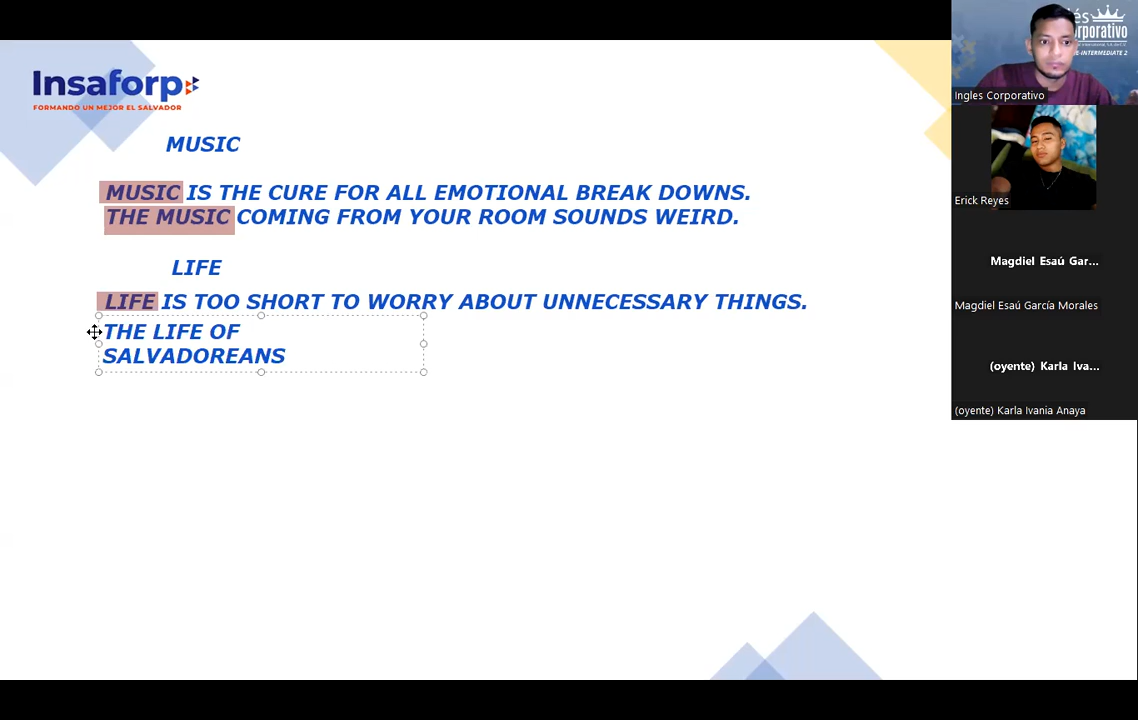 Insaforp
FORMANDO UN MEJOR EL SALVADOR
MUSIC
MUSIC IS THE CURE FOR ALL EMOTIONAL BREAK DOWNS.
THE MUSIC COMING FROM YOUR ROOM SOUNDS WEIRD.
LIFE
LIFE IS TOO SHORT TO WORRY ABOUT UNNECESSARY THINGS.
THE LIFE OF
SALVADOREANS
Ingles Corporativo
Erick Reyes
Magdiel Esaú Gar...
Magdiel Esaú García Morales
(oyente) Karla Iva...
(oyente) Karla Ivania Anaya